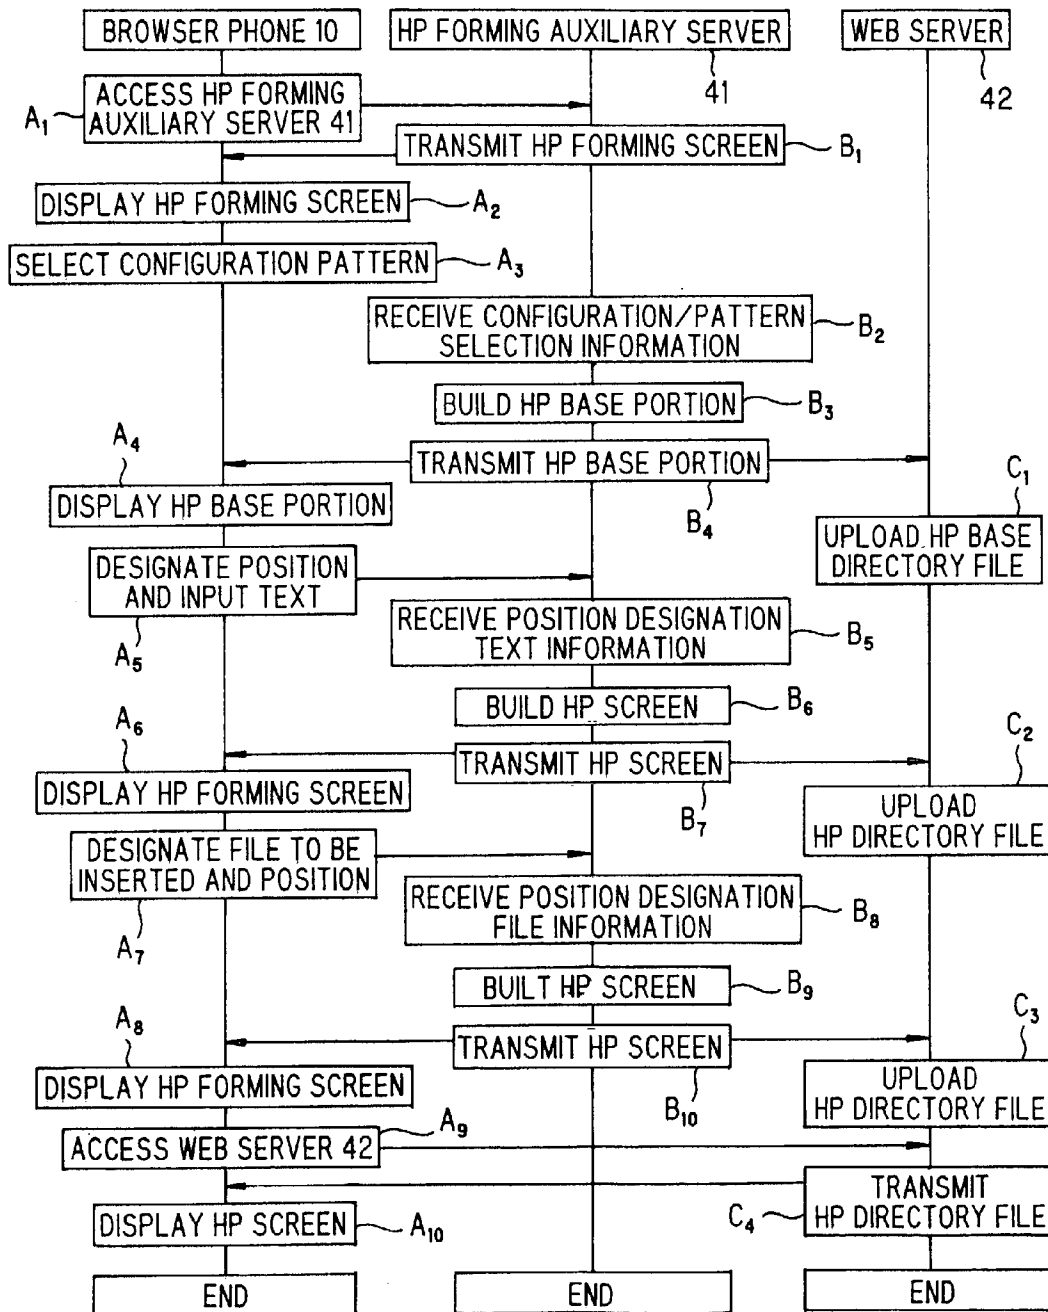 BROWSER PHONE 10
HP FORMING AUXILIARY SERVER
WEB SERVER
41
42
A1
ACCESS HP FORMING
AUXILIARY SERVER 41
TRANSMIT HP FORMING SCREEN
B1
DISPLAY HP FORMING SCREEN
A2
SELECT CONFIGURATION PATTERN
A3
RECEIVE CONFIGURATION/PATTERN
SELECTION INFORMATION
B2
BUILD HP BASE PORTION
B3
A4
TRANSMIT HP BASE PORTION
B4
C1
DISPLAY HP BASE PORTION
UPLOAD HP BASE
DIRECTORY FILE
DESIGNATE POSITION
AND INPUT TEXT
A5
RECEIVE POSITION DESIGNATION
TEXT INFORMATION
B5
BUILD HP SCREEN
B6
A6
TRANSMIT HP SCREEN
B7
C2
DISPLAY HP FORMING SCREEN
UPLOAD
HP DIRECTORY FILE
DESIGNATE FILE TO BE
INSERTED AND POSITION
A7
RECEIVE POSITION DESIGNATION
FILE INFORMATION
B8
BUILT HP SCREEN
B9
A8
TRANSMIT HP SCREEN
B10
C3
DISPLAY HP FORMING SCREEN
UPLOAD
HP DIRECTORY FILE
ACCESS WEB SERVER 42
A9
TRANSMIT
HP DIRECTORY FILE
C4
DISPLAY HP SCREEN
A10
END
END
END